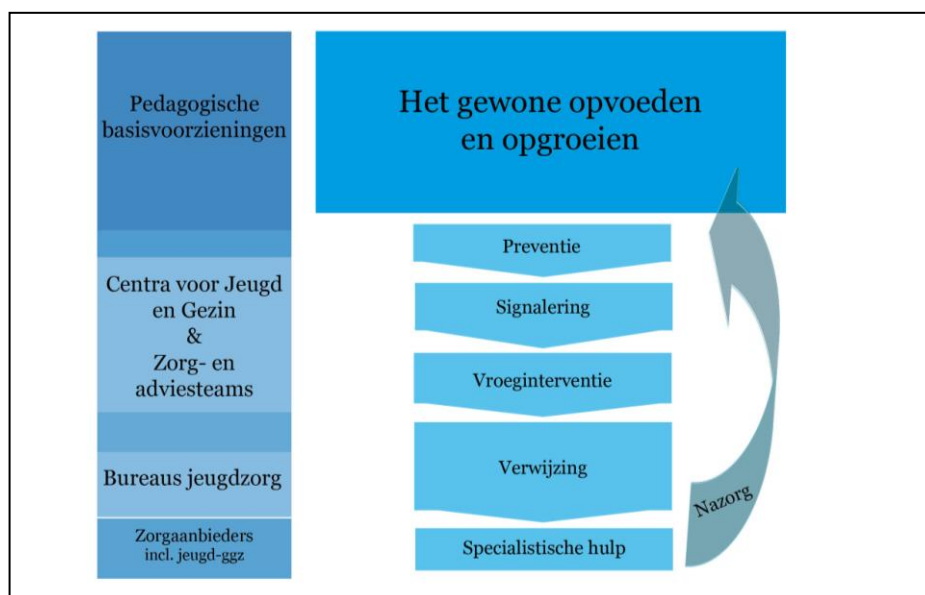 Pedagogische
basisvoorzieningen
Centra voor Jeugd
en Gezin
&
Zorg- en
adviesteams
Bureaus jeugdzorg
Zorgaanbieders
incl. jeugd-ggz
Het gewone opvoeden
en opgroeien
Preventie
Signalering
Vroeginterventie
Verwijzing
Specialistische hulp
Nazorg